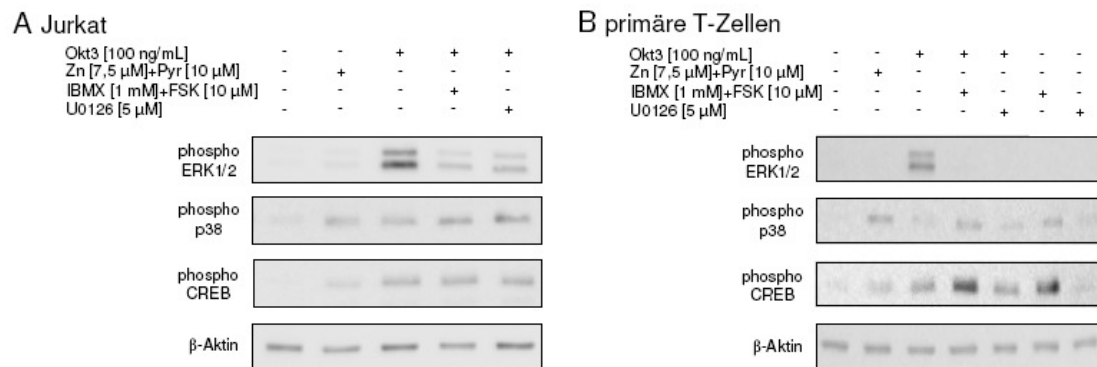 A Jurkat
Okt3 [100 ng/mL] - - + + +
Zn [7,5 µM]+Pyr [10 µM] - + - - -
IBMX [1 mM]+FSK [10 µM] - - - + -
U0126 [5 µM] - - - - +
phospho
ERK1/2
phospho
p38
phospho
CREB
β-Aktin
B primäre T-Zellen
Okt3 [100 ng/mL] - - + + + - -
Zn [7,5 µM]+Pyr [10 µM] - + - - - - -
IBMX [1 mM]+FSK [10 µM] - - - + - + -
U0126 [5 µM] - - - - + - +
phospho
ERK1/2
phospho
p38
phospho
CREB
β-Aktin